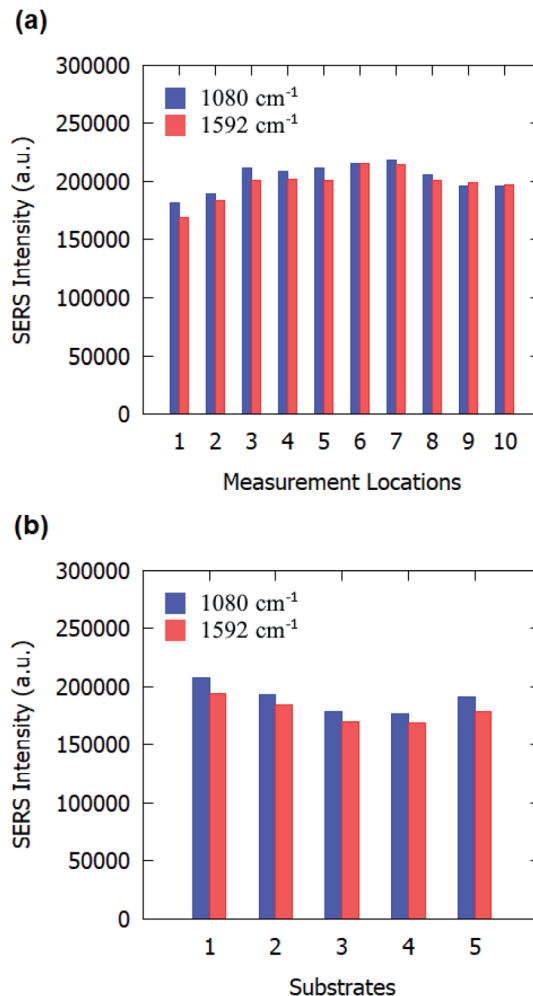 (a)
300000
250000
200000
150000
100000
50000
0
SERS Intensity (a.u.)
1080 cm⁻¹
1592 cm⁻¹
1 2 3 4 5 6 7 8 9 10
Measurement Locations
(b)
300000
250000
200000
150000
100000
50000
0
SERS Intensity (a.u.)
1080 cm⁻¹
1592 cm⁻¹
1 2 3 4 5
Substrates